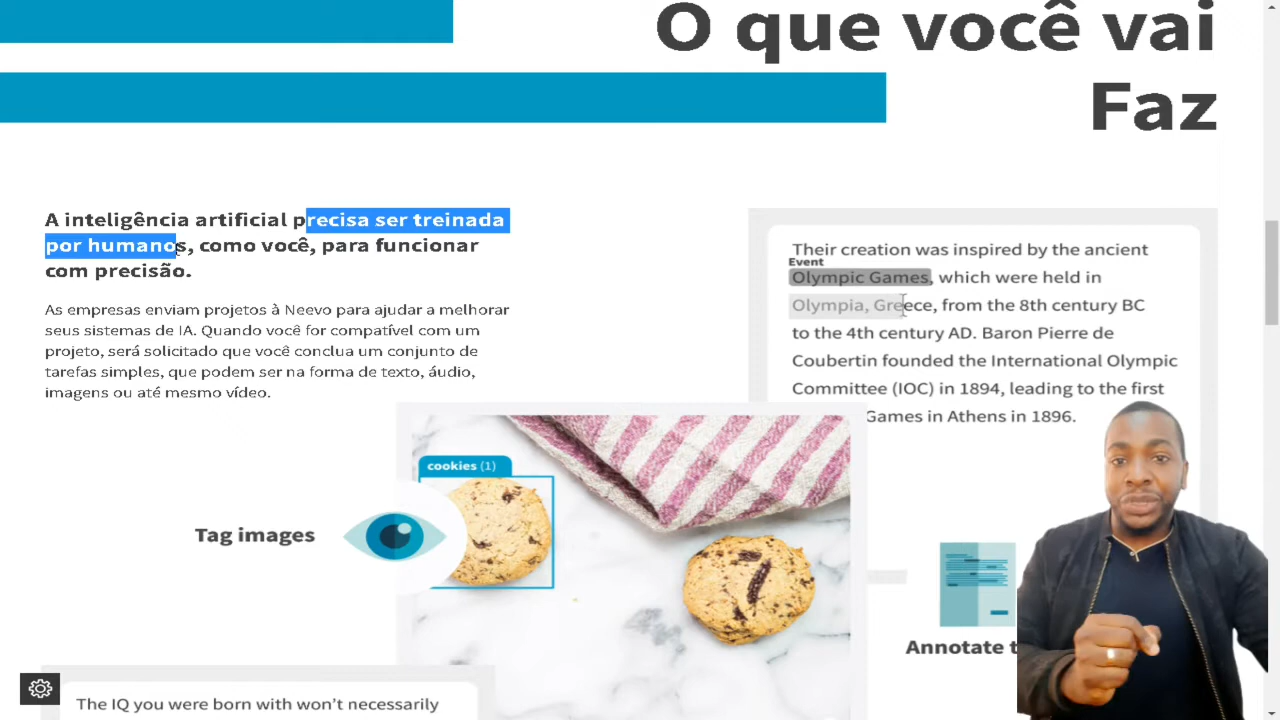 O que você vai
Faz
A inteligência artificial precisa ser treinada
por humanos, como você, para funcionar
com precisão.
As empresas enviam projetos à Neevo para ajudar a melhorar
seus sistemas de IA. Quando você for compatível com um
projeto, será solicitado que você conclua um conjunto de
tarefas simples, que podem ser na forma de texto, áudio,
imagens ou até mesmo vídeo.
Their creation was inspired by the ancient
Event
Olympic Games, which were held in
Olympia, Greece, from the 8th century BC
to the 4th century AD. Baron Pierre de
Coubertin founded the International Olympic
Committee (IOC) in 1894, leading to the first
Games in Athens in 1896.
cookies (1)
Tag images
Annotate t
The IQ you were born with won't necessarily